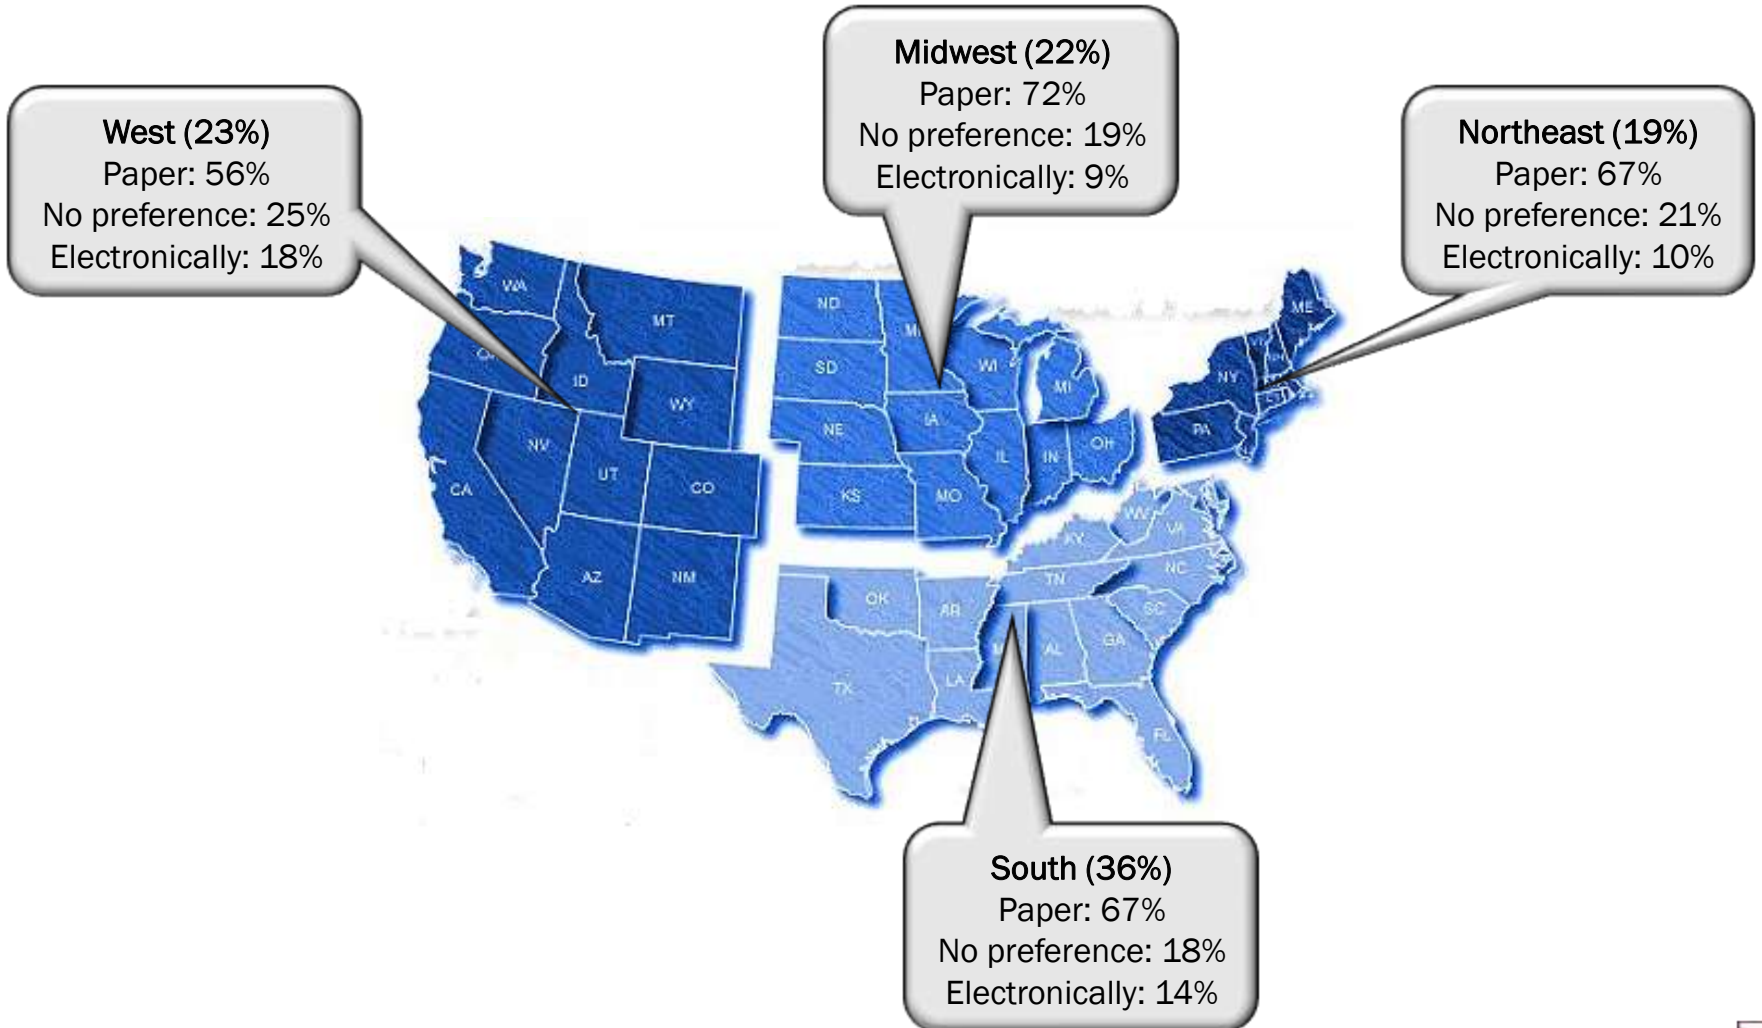 Midwest (22%)
Paper: 72%
No preference: 19%
Electronically: 9%
West (23%)
Paper: 56%
No preference: 25%
Electronically: 18%
Northeast (19%)
Paper: 67%
No preference: 21%
Electronically: 10%
WA
MT
ID
WY
NV
UT
CO
CA
AZ
NM
ND
SD
WI
MI
NE
IA
IL
IN
OH
KS
MO
ME
NY
PA
WV
VA
KY
NC
TN
SC
OK
AR
AL
GA
LA
TX
FL
South (36%)
Paper: 67%
No preference: 18%
Electronically: 14%